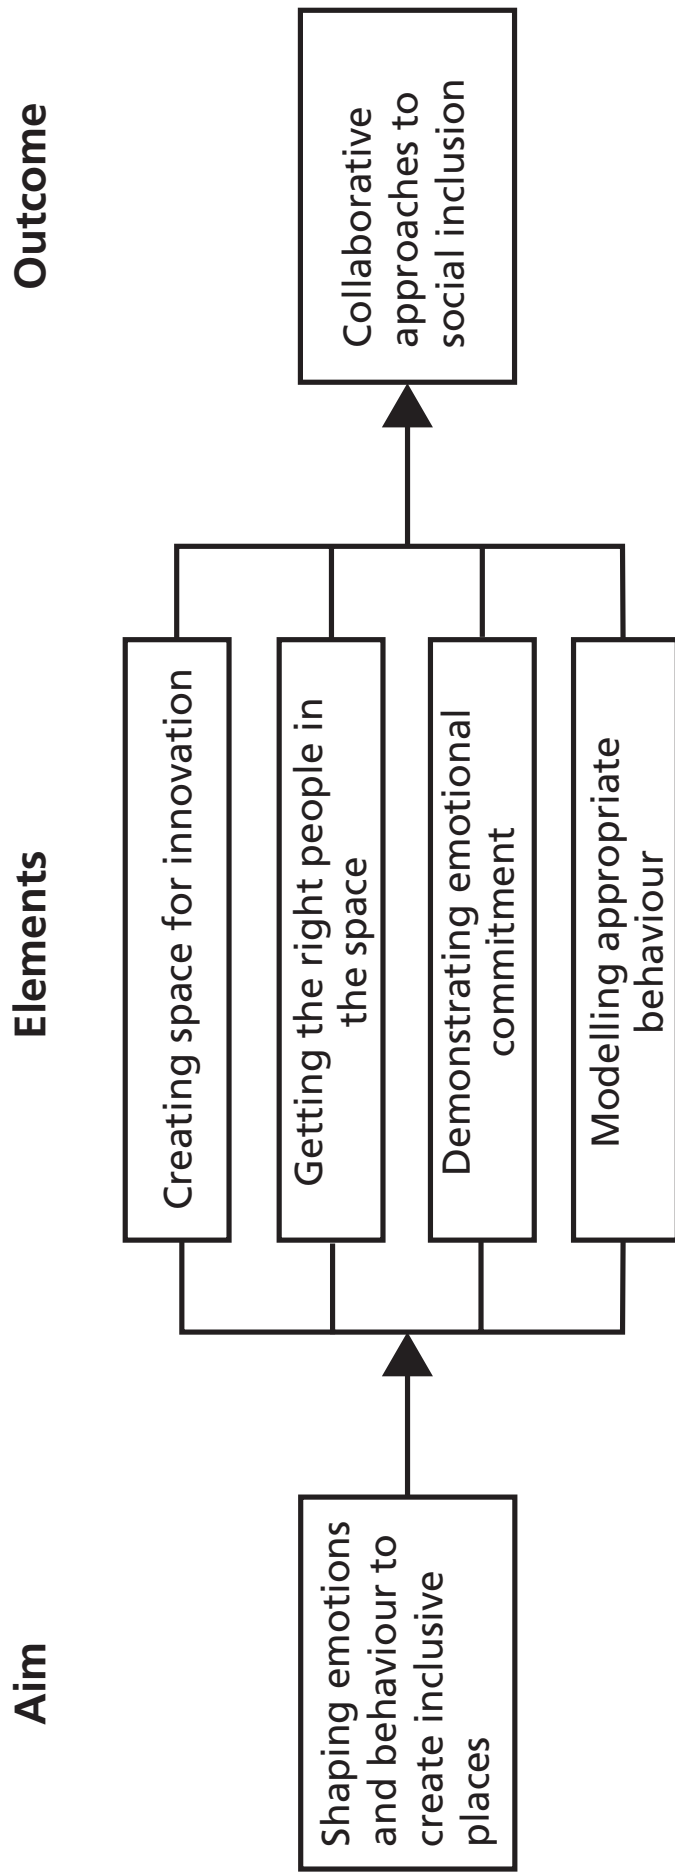 Aim
Elements
Outcome
Shaping emotions
and behaviour to
create inclusive
places
Creating space for innovation
Getting the right people in
the space
Demonstrating emotional
commitment
Modelling appropriate
behaviour
Collaborative
approaches to
social inclusion